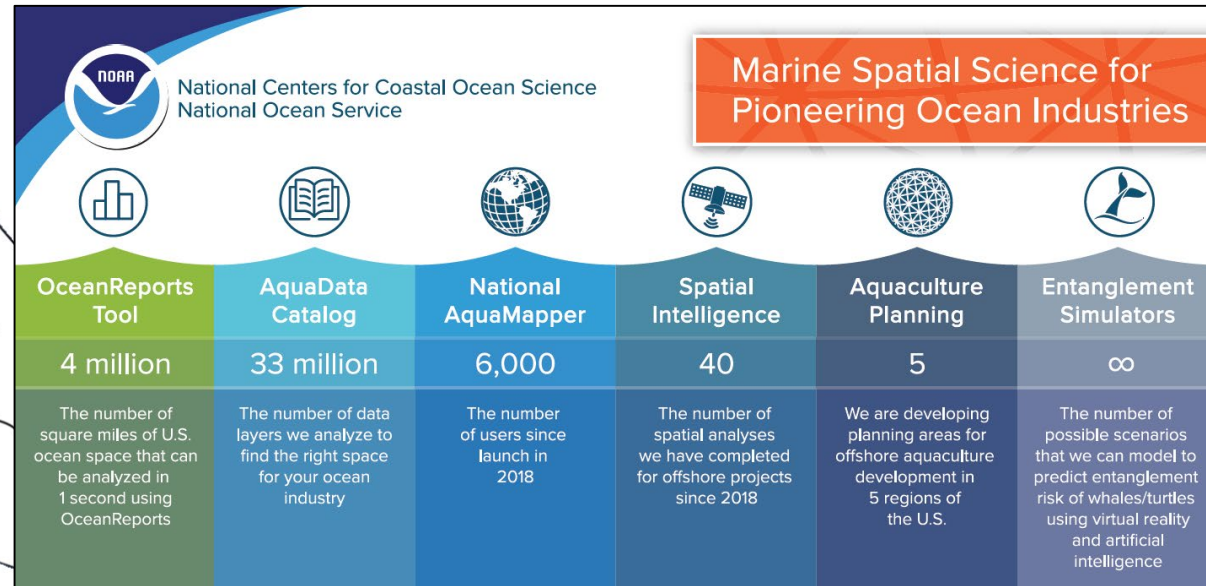 NOAA
National Centers for Coastal Ocean Science
National Ocean Service
Marine Spatial Science for
Pioneering Ocean Industries
OceanReports
Tool
4 million
The number of
square miles of U.S.
ocean space that can
be analyzed in
1 second using
OceanReports
AquaData
Catalog
33 million
The number of data
layers we analyze to
find the right space
for your ocean
industry
National
AquaMapper
6,000
The number
of users since
launch in
2018
Spatial
Intelligence
40
The number of
spatial analyses
we have completed
for offshore projects
since 2018
Aquaculture
Planning
5
We are developing
planning areas for
offshore aquaculture
development in
5 regions of
the U.S.
Entanglement
Simulators
∞
The number of
possible scenarios
that we can model to
predict entanglement
risk of whales/turtles
using virtual reality
and artificial
intelligence